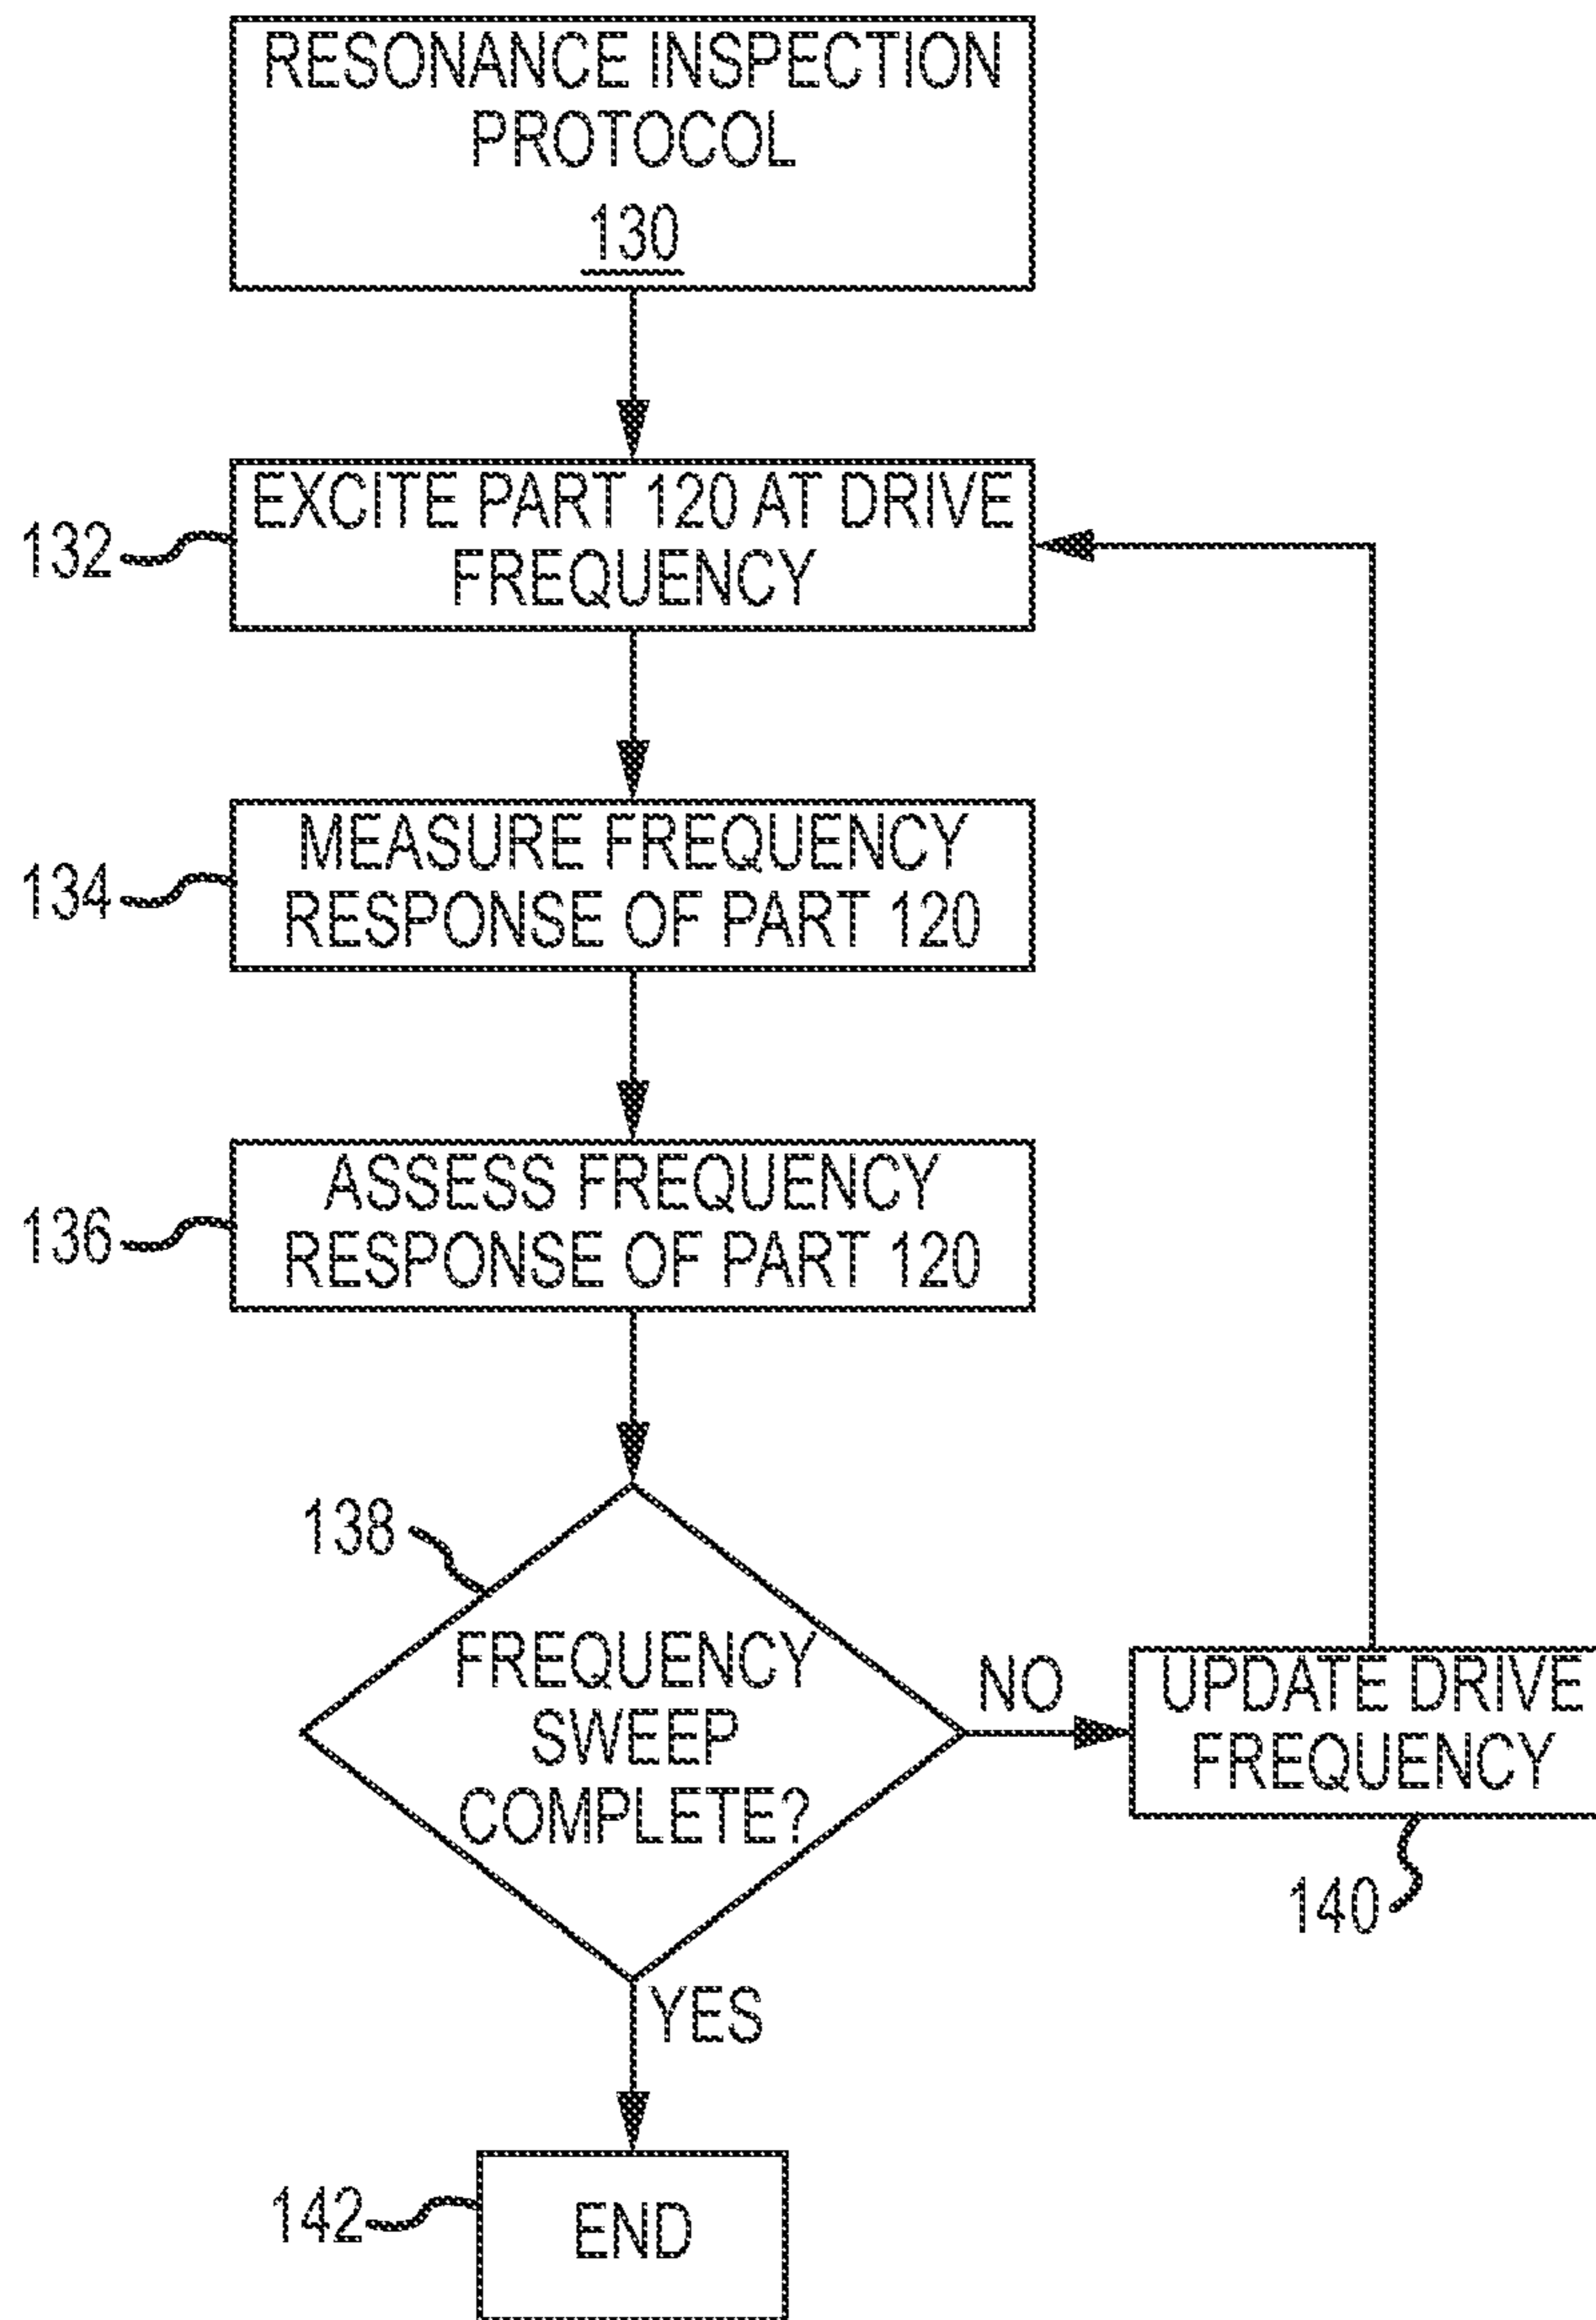 RESONANCE INSPECTION
PROTOCOL
130
132
EXCITE PART 120 AT DRIVE
FREQUENCY
134
MEASURE FREQUENCY
RESPONSE OF PART 120
136
ASSESS FREQUENCY
RESPONSE OF PART 120
138
FREQUENCY
SWEEP
COMPLETE?
NO
UPDATE DRIVE
FREQUENCY
140
YES
142
END